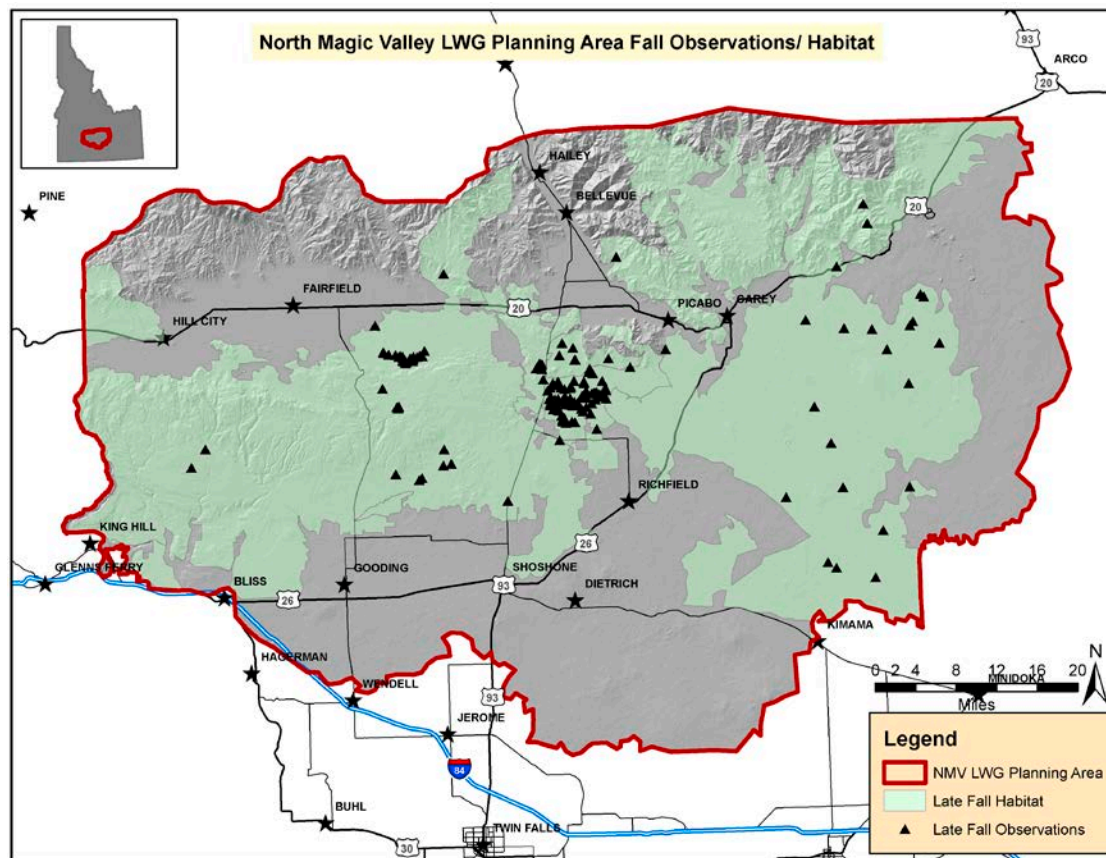 North Magic Valley LWG Planning Area Fall Observations/ Habitat
93
ARCO
20
HAILEY
PINE
BELLEVUE
20
FAIRFIELD
20
PICABO
CAREY
HILL CITY
RICHFIELD
KING HILL
26
GLENNS FERRY
BLISS
26
GOODING
SHOSHONE
93
DIETRICH
KIMAMA
HAGERMAN
WENDELL
93
N
0 2 4 8 12 16 20
MINIDOKA
Miles
JEROME
84
BUHL
TWIN FALLS
30
Legend
NMV LWG Planning Area
Late Fall Habitat
Late Fall Observations